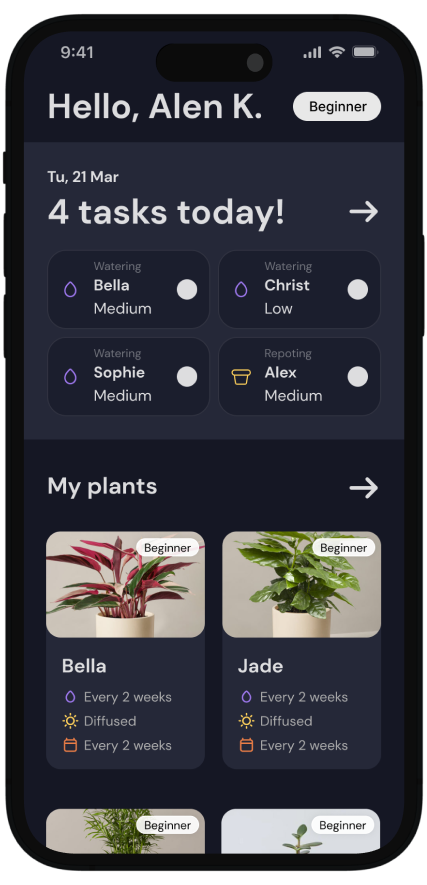 9:41
Hello, Alen K.
Beginner
Tu, 21 Mar
4 tasks today!
Watering
Bella
Medium
Watering
Christ
Low
Watering
Sophie
Medium
Repoting
Alex
Medium
My plants
Beginner
Bella
Every 2 weeks
Diffused
Every 2 weeks
Beginner
Jade
Every 2 weeks
Diffused
Every 2 weeks
Beginner
Beginner